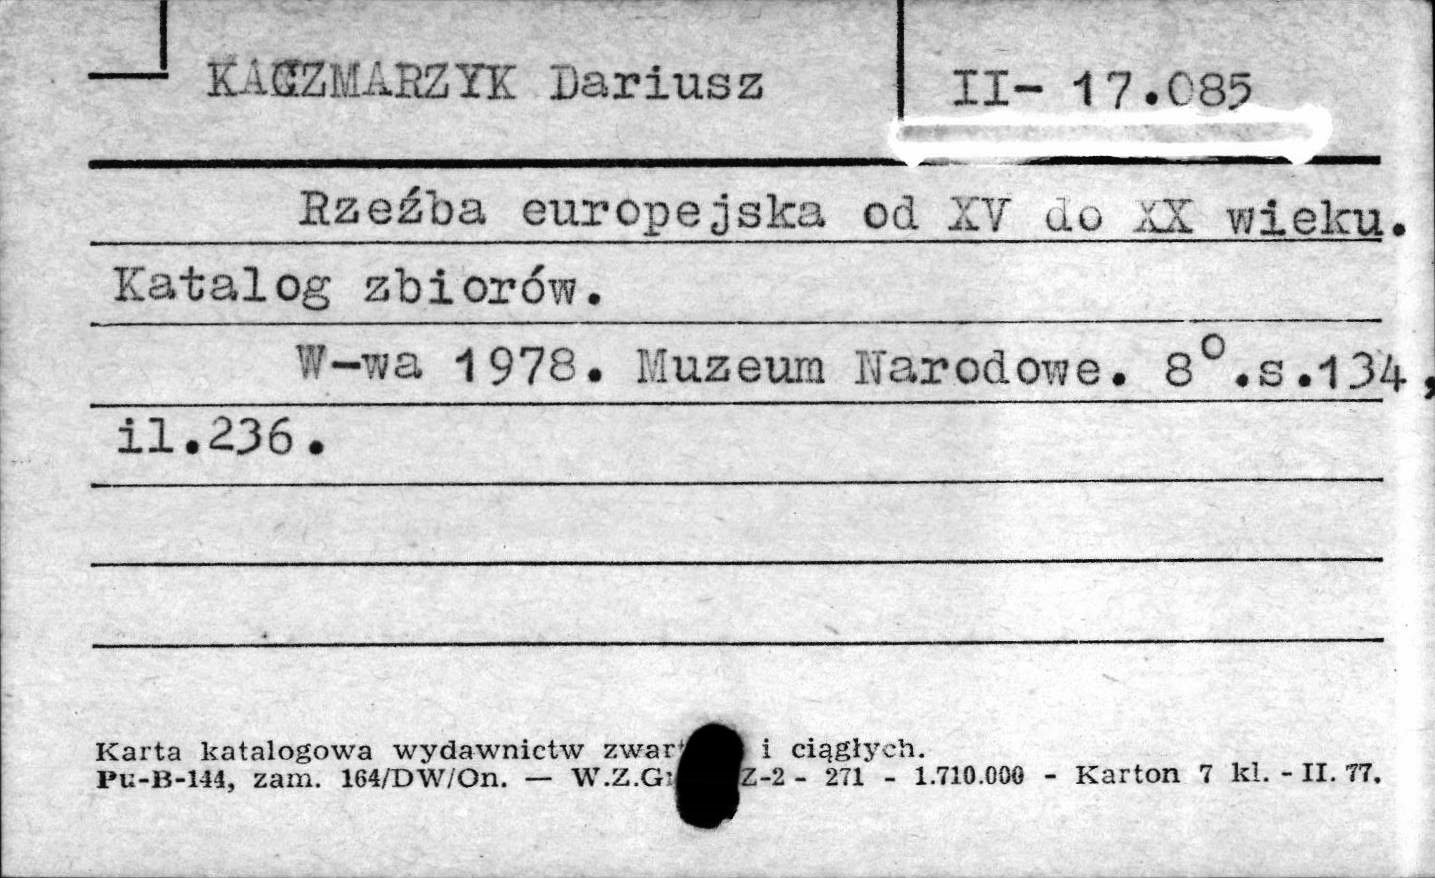 KACZMARZYK Dariusz
II- 17.085
Rzeźba europejska od XV do XX wieku.
Katalog zbiorów.
W-wa 1978. Muzeum Narodowe. 8°.s.134,
il.236.
Karta katalogowa wydawnictw i ciągłych.
Pu-B-144, zam. 164/DW/On. — Z-2 - 271 - 1.710.000 - Karton 7 kl. - II. 77.